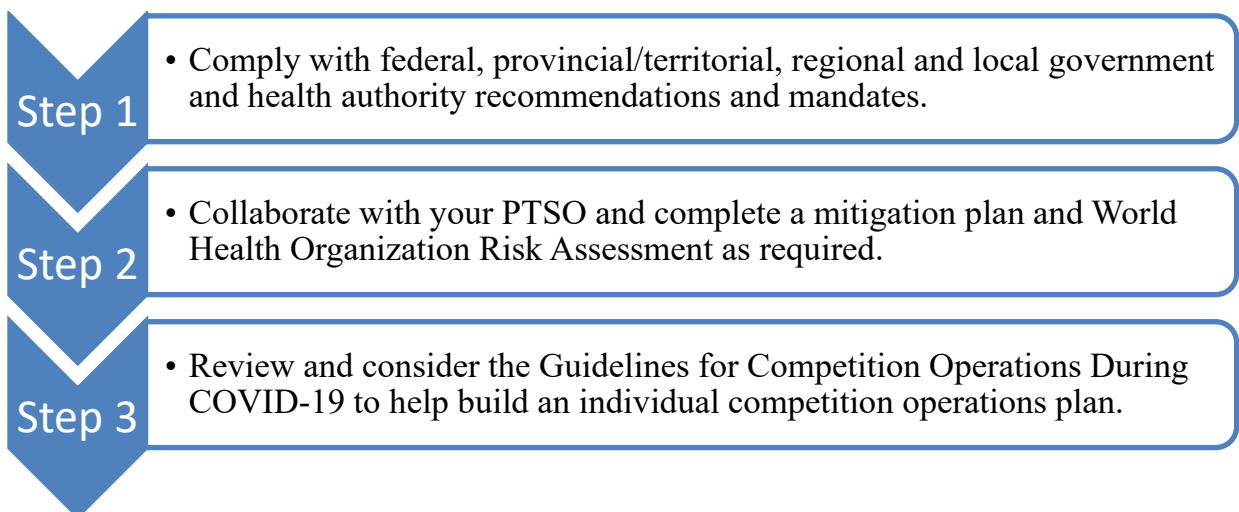 Step 1
• Comply with federal, provincial/territorial, regional and local government
and health authority recommendations and mandates.
Step 2
• Collaborate with your PTSO and complete a mitigation plan and World
Health Organization Risk Assessment as required.
Step 3
• Review and consider the Guidelines for Competition Operations During
COVID-19 to help build an individual competition operations plan.